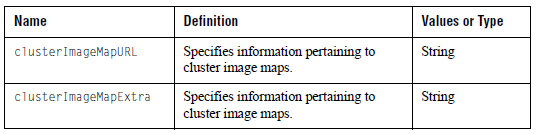 Name Definition Values or Type
clusterImageMapURL Specifies information pertaining to String
cluster image maps.
clusterImageMapExtra Specifies information pertaining to String
cluster image maps.